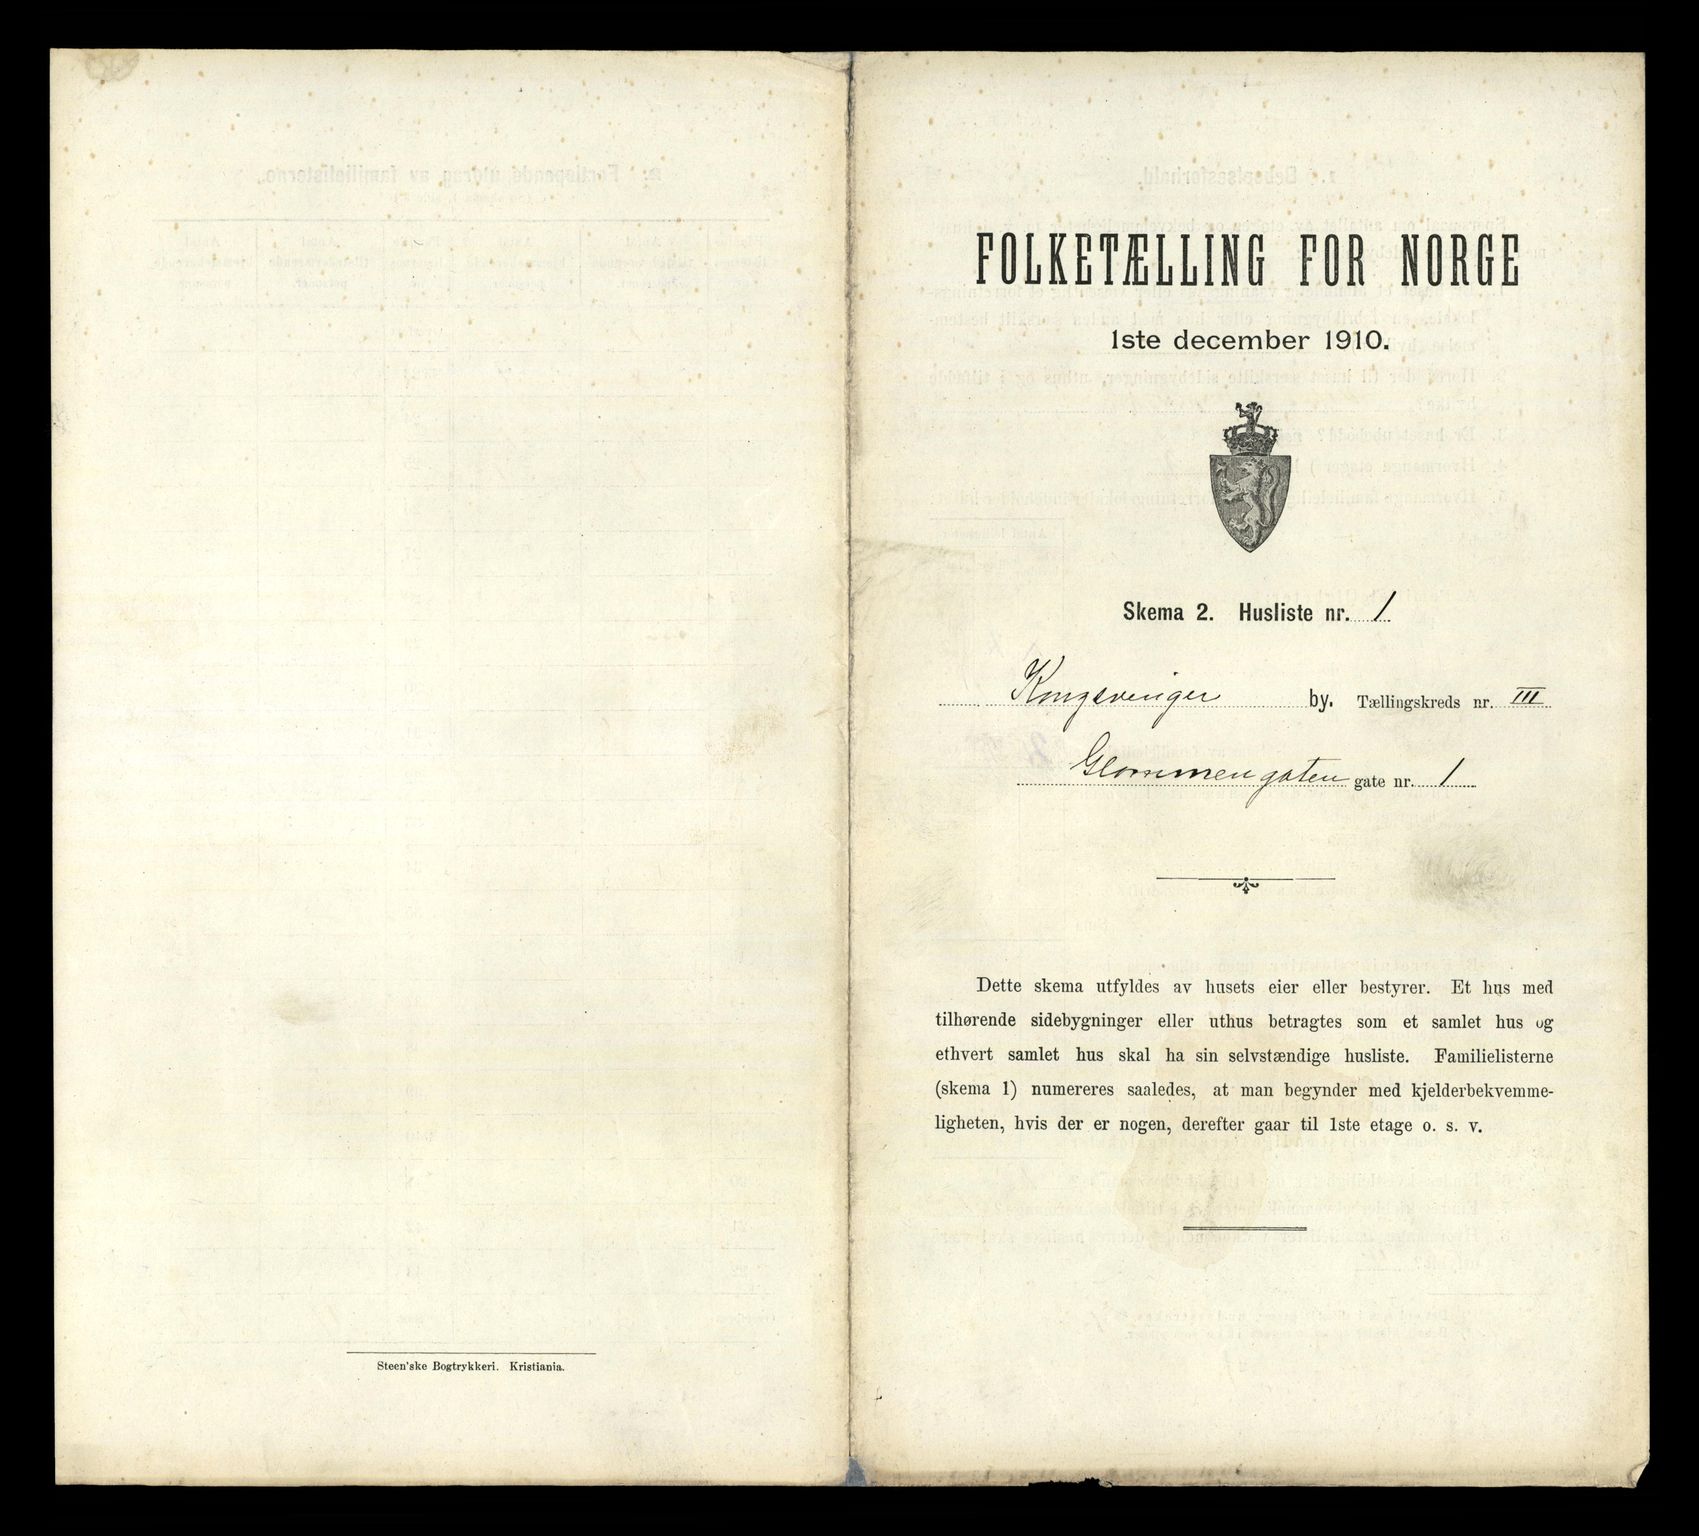 Steen'ske Bogtrykkeri. Kristiania.
FOLKETÆLLING FOR NORGE
1ste december 1910.
Skema 2. Husliste nr. 1
Kongsvinger by. Tællingskreds nr. III
Glommengaten gate nr. 1
Dette skema utfyldes av husets eier eller bestyrer. Et hus med
tilhørende sidebygninger eller uthus betragtes som et samlet hus og
ethvert samlet hus skal ha sin selvstændige husliste. Familielisterne
(skema 1) numereres saaledes, at man begynder med kjelderbekvemme-
ligheten, hvis der er nogen, derefter gaar til 1ste etage o. s. v.